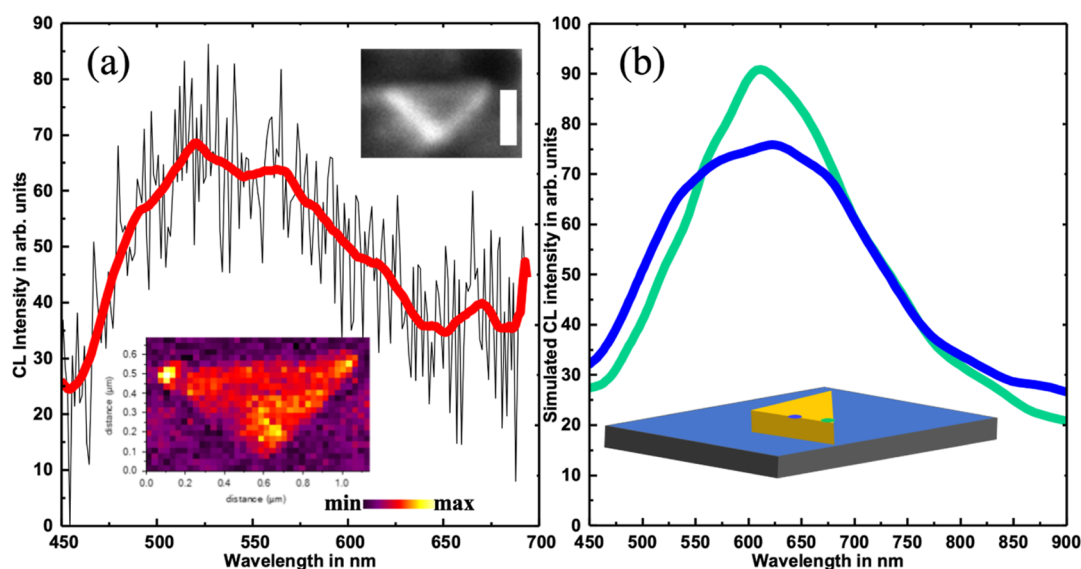 (a)
CL Intensity in arb. units
90
80
70
60
50
40
30
20
10
0
distance (µm)
0.6
0.5
0.4
0.3
0.2
0.1
0.0
0.0 0.2 0.4 0.6 0.8 1.0
distance (µm)
min max
450 500 550 600 650 700
Wavelength in nm
(b)
Simulated CL intensity in arb. units
100
90
80
70
60
50
40
30
20
10
0
450 500 550 600 650 700 750 800 850 900
Wavelength in nm